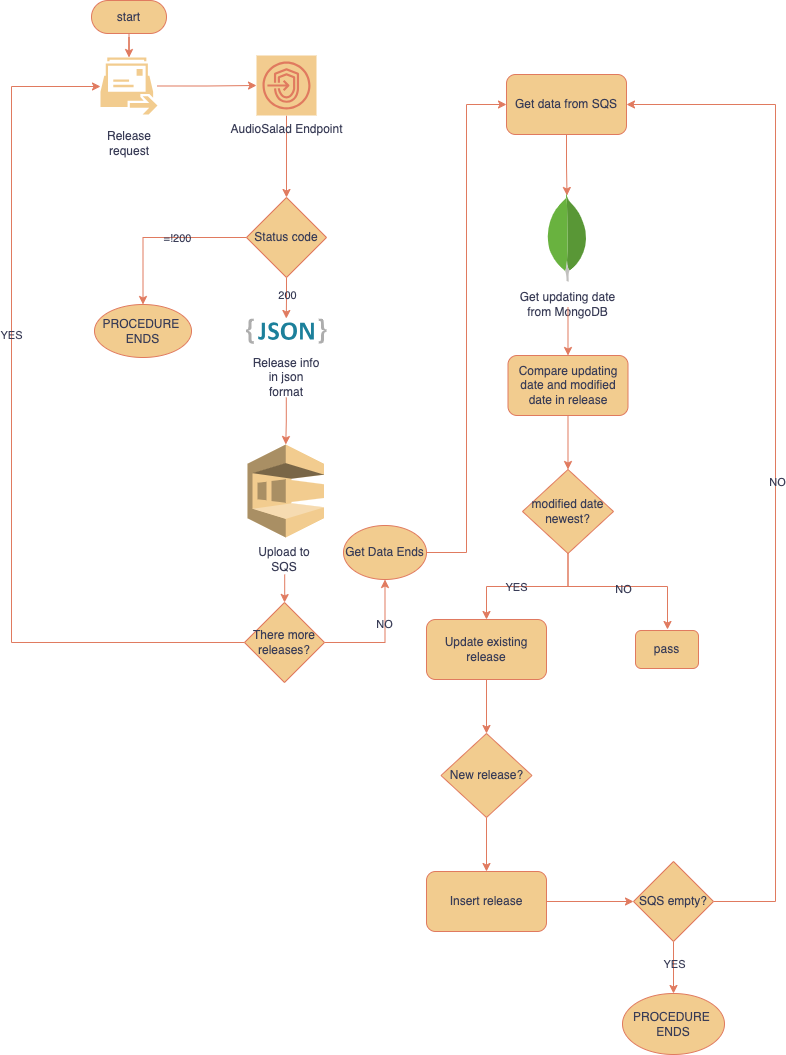 start
Release
request
AudioSalad Endpoint
Status code
=!200
PROCEDURE
ENDS
200
{JSON}
Release info
in json
format
Upload to
SQS
There more
releases?
YES
NO
Get Data Ends
Get data from SQS
Get updating date
from MongoDB
Compare updating
date and modified
date in release
modified date
newest?
YES
NO
Update existing
release
pass
New release?
Insert release
SQS empty?
NO
YES
PROCEDURE
ENDS